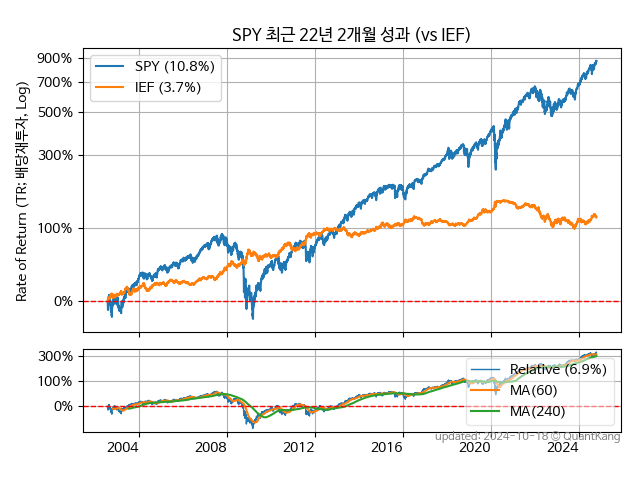 SPY 최근 22년 2개월 성과 (vs IEF)
Rate of Return (TR: 배당재투자, Log)
900%
700%
500%
300%
100%
0%
SPY (10.8%)
IEF (3.7%)
300%
100%
0%
Relative (6.9%)
MA(60)
MA(240)
2004
2008
2012
2016
2020
2024
updated: 2024-10-18 © QuantKang